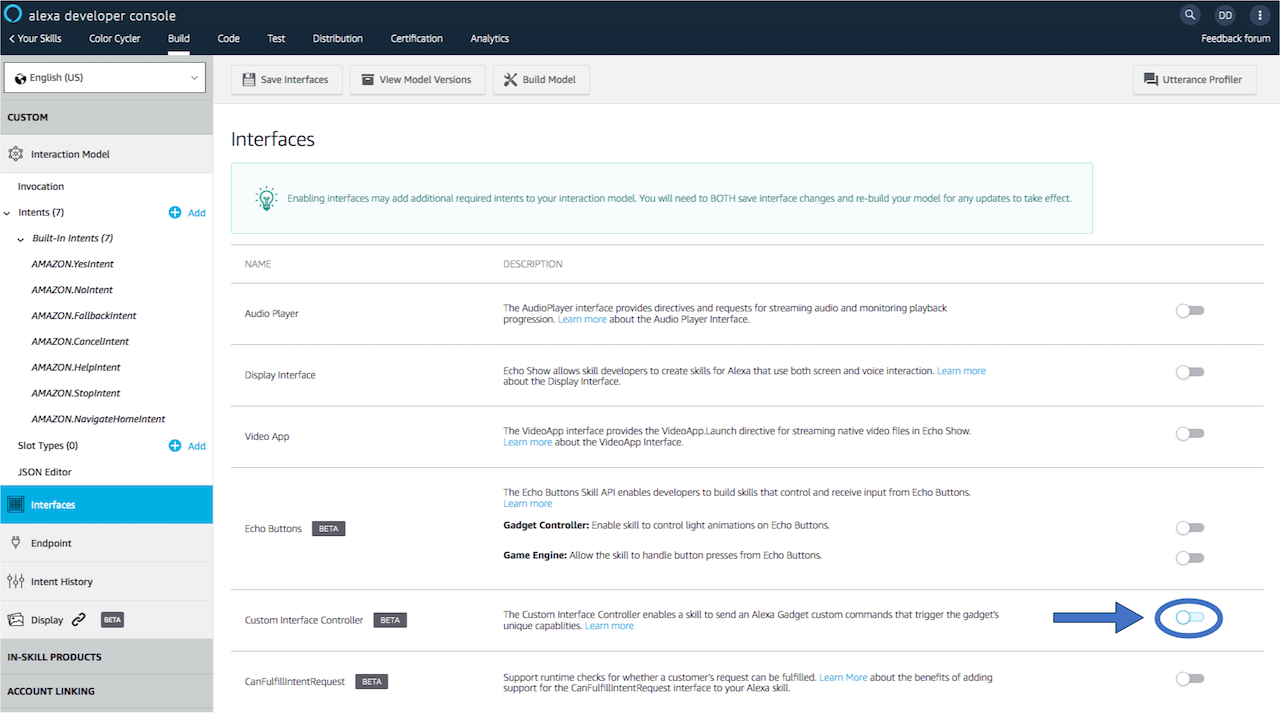 alexa developer console
DD
< Your Skills Color Cycler Build Code Test Distribution Certification Analytics Feedback forum
English (US)
Save Interfaces View Model Versions Build Model Utterance Profiler
CUSTOM
Interaction Model
Invocation
Intents (7) Add
Built-In Intents (7)
AMAZON.YesIntent
AMAZON.NoIntent
AMAZON.FallbackIntent
AMAZON.CancelIntent
AMAZON.HelpIntent
AMAZON.StopIntent
AMAZON.NavigateHomeIntent
Slot Types (0) Add
JSON Editor
Interfaces
Endpoint
Intent History
Display BETA
IN-SKILL PRODUCTS
ACCOUNT LINKING
Interfaces
Enabling interfaces may add additional required intents to your interaction model. You will need to BOTH save interface changes and re-build your model for any updates to take effect.
NAME DESCRIPTION
Audio Player
The AudioPlayer interface provides directives and requests for streaming audio and monitoring playback
progression. Learn more about the Audio Player Interface.
Display Interface
Echo Show allows skill developers to create skills for Alexa that use both screen and voice interaction. Learn more
about the Display Interface.
Video App
The VideoApp interface provides the VideoApp.Launch directive for streaming native video files in Echo Show.
Learn more about the VideoApp Interface.
Echo Buttons BETA
The Echo Buttons Skill API enables developers to build skills that control and receive input from Echo Buttons.
Learn more
Gadget Controller: Enable skill to control light animations on Echo Buttons.
Game Engine: Allow the skill to handle button presses from Echo Buttons.
Custom Interface Controller BETA
The Custom Interface Controller enables a skill to send an Alexa Gadget custom commands that trigger the gadget's
unique capablities. Learn more
CanFulfillIntentRequest BETA
Support runtime checks for whether a customer's request can be fulfilled. Learn More about the benefits of adding
support for the CanFulfillIntentRequest interface to your Alexa skill.